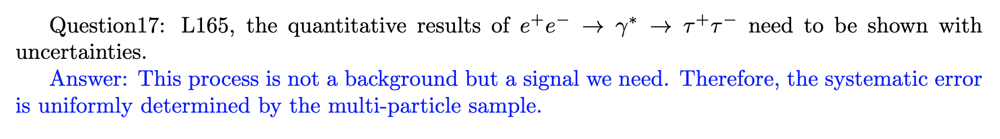 Question17: L165, the quantitative results of e⁺e⁻ → γ* → τ⁺τ⁻ need to be shown with
uncertainties.
Answer: This process is not a background but a signal we need. Therefore, the systematic error
is uniformly determined by the multi-particle sample.